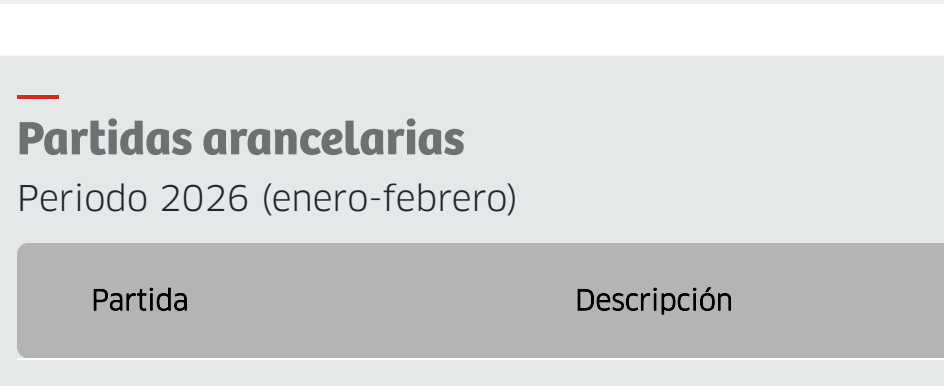 Partidas arancelarias
Periodo 2026 (enero-febrero)
Partida Descripción